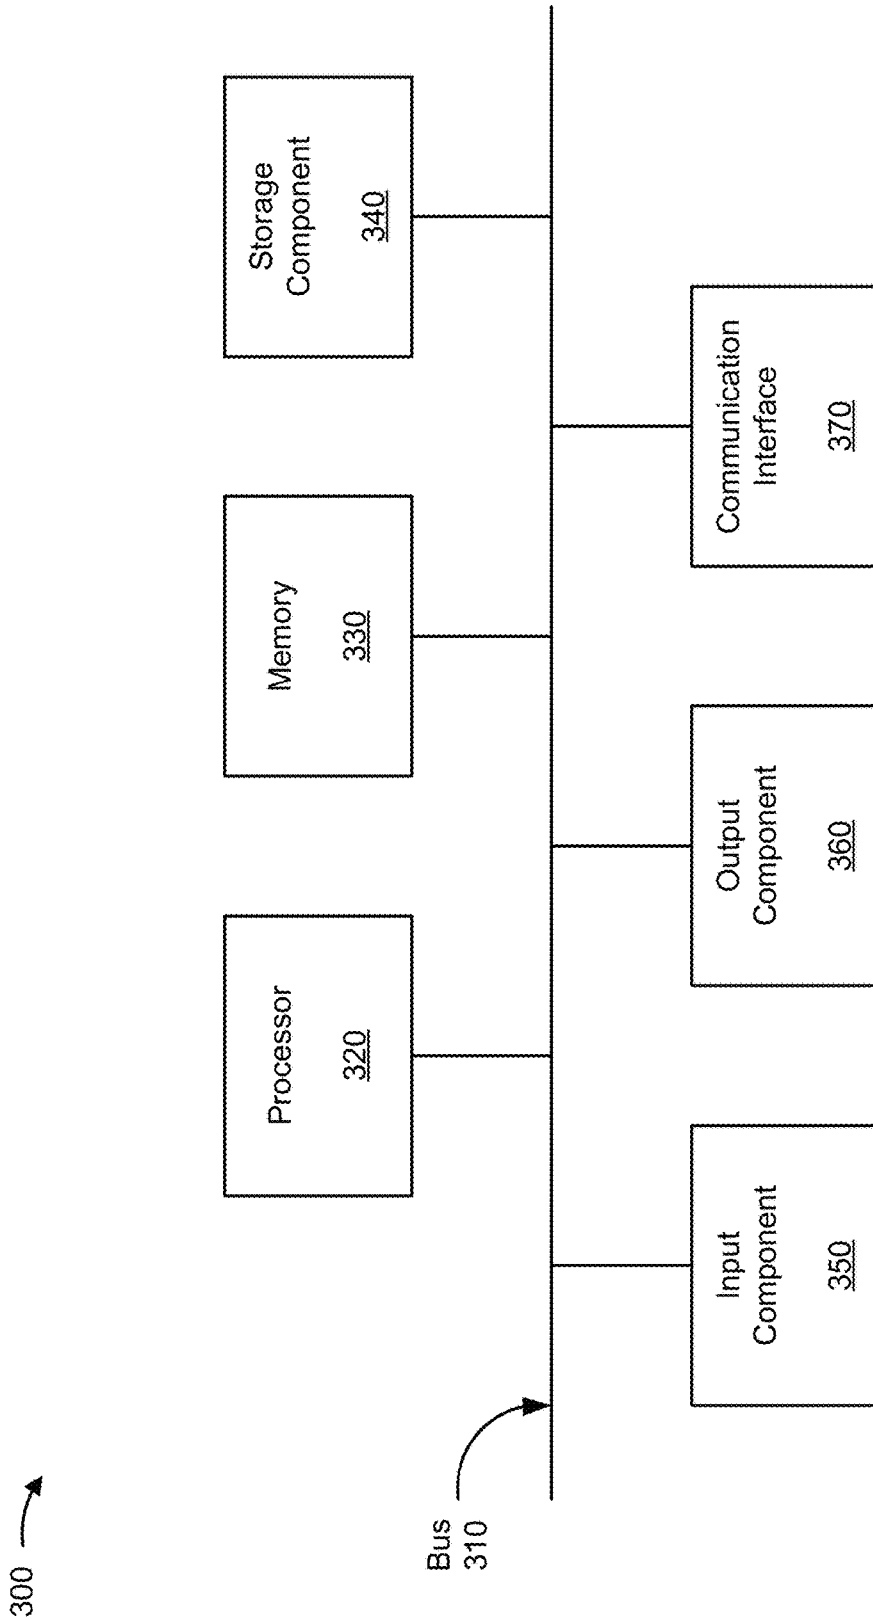 300
Processor
320
Memory
330
Storage
Component
340
Bus
310
Input
Component
350
Output
Component
360
Communication
Interface
370